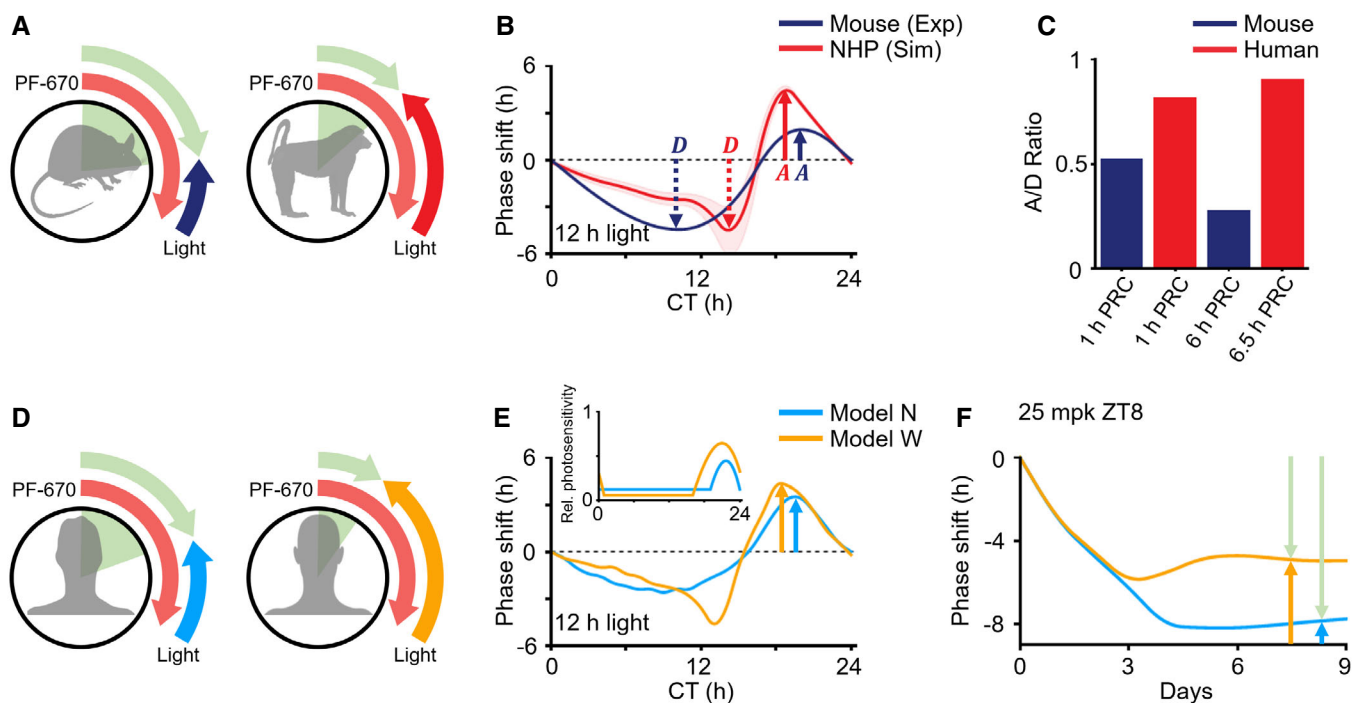 A
PF-670
Light
PF-670
Light
B
Mouse (Exp)
NHP (Sim)
Phase shift (h)
6
0
-6
D
D
A
A
12 h light
0
12
24
CT (h)
C
Mouse
Human
A/D Ratio
1
0.5
0
1 h PRC
1 h PRC
6 h PRC
6.5 h PRC
D
PF-670
Light
PF-670
Light
E
Model N
Model W
Rel. photosensitivity
1
0
0
24
Phase shift (h)
6
0
-6
12 h light
0
12
24
CT (h)
F
25 mpk ZT8
Phase shift (h)
0
-4
-8
0
3
6
9
Days